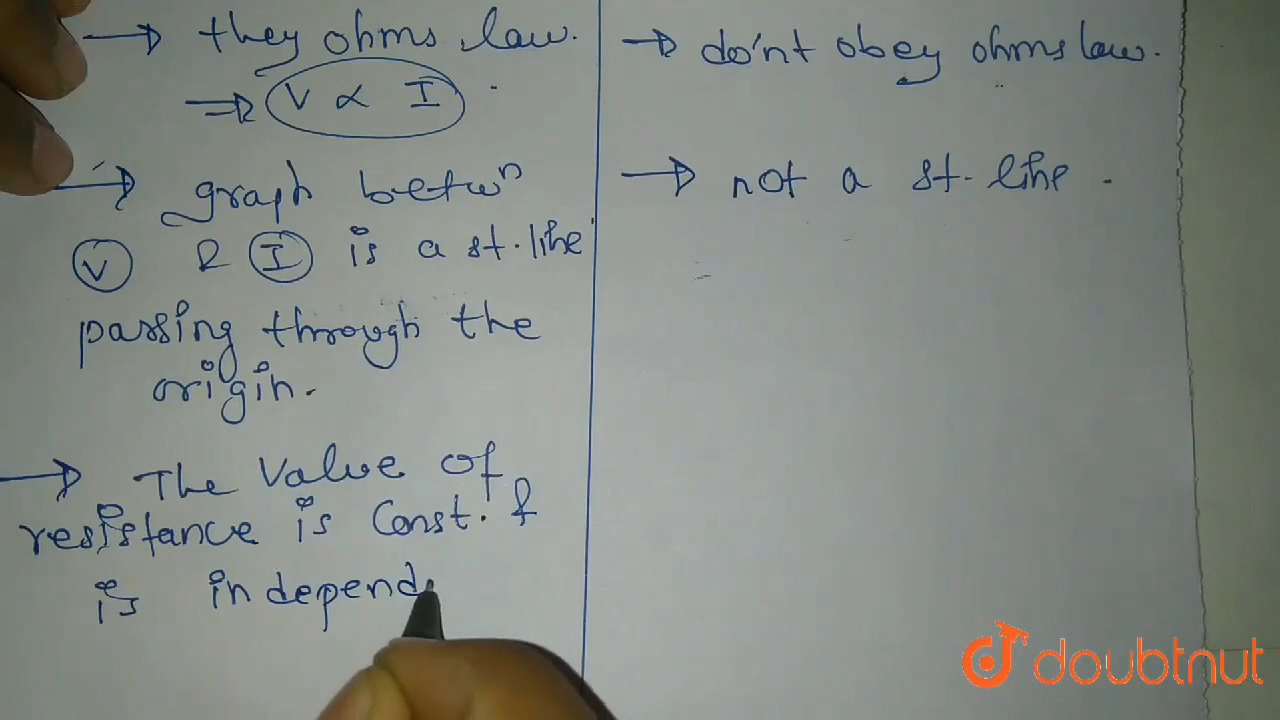 → they ohms law.
⇒ V ∝ I
→ graph betwⁿ
V & I is a st. line
passing through the
origin.
→ The value of
resistance is Const. &
is independ
→ don't obey ohms law.
→ not a st. line.
doubtnut